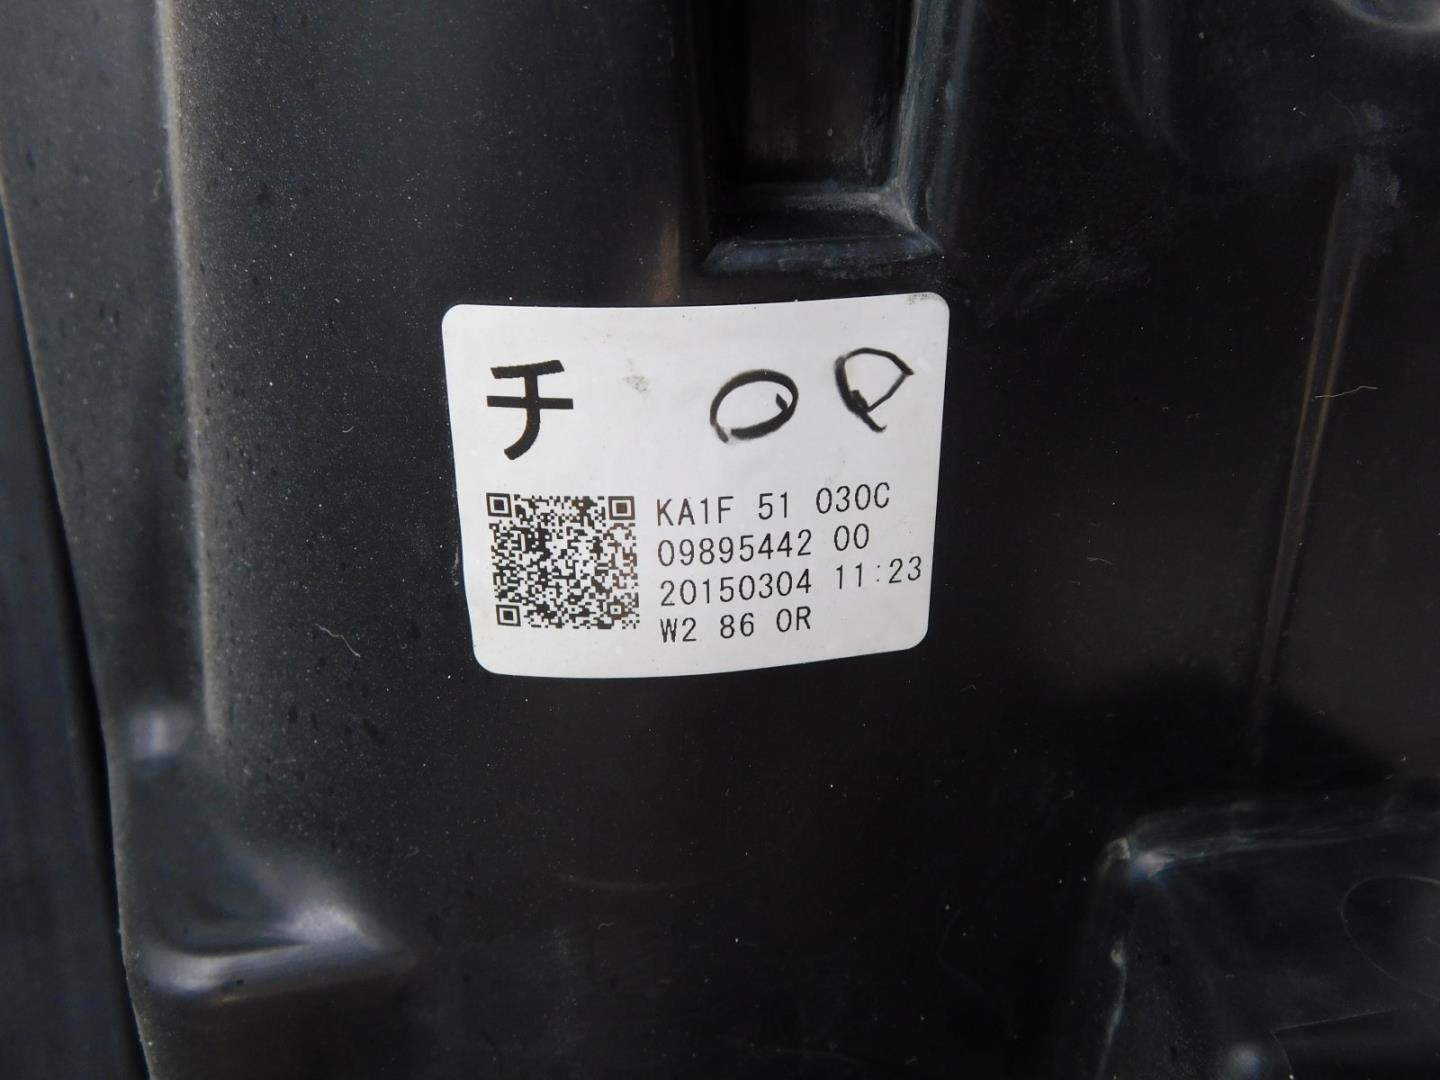 チ
KA1F 51 030C
09895442 00
20150304 11:23
W2 86 0R